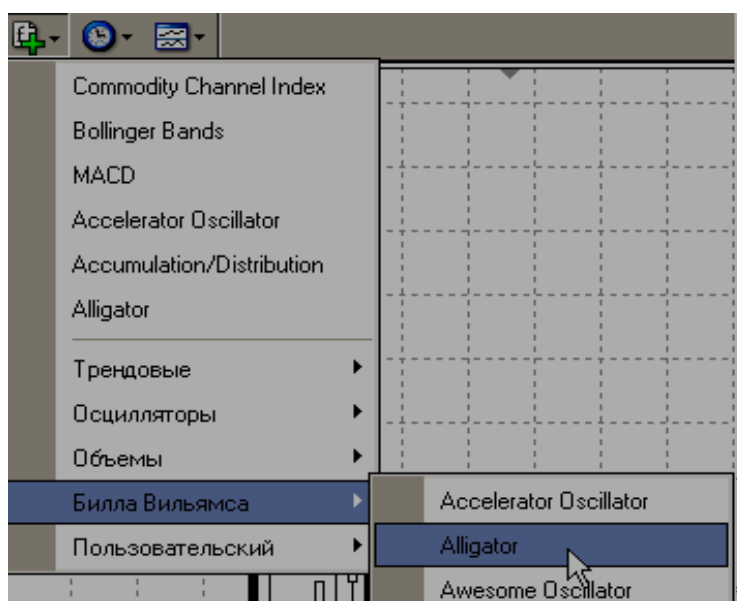 Commodity Channel Index
Bollinger Bands
MACD
Accelerator Oscillator
Accumulation/Distribution
Alligator
Трендовые
Осцилляторы
Объемы
Билла Вильямса
Пользовательский
Accelerator Oscillator
Alligator
Awesome Oscillator